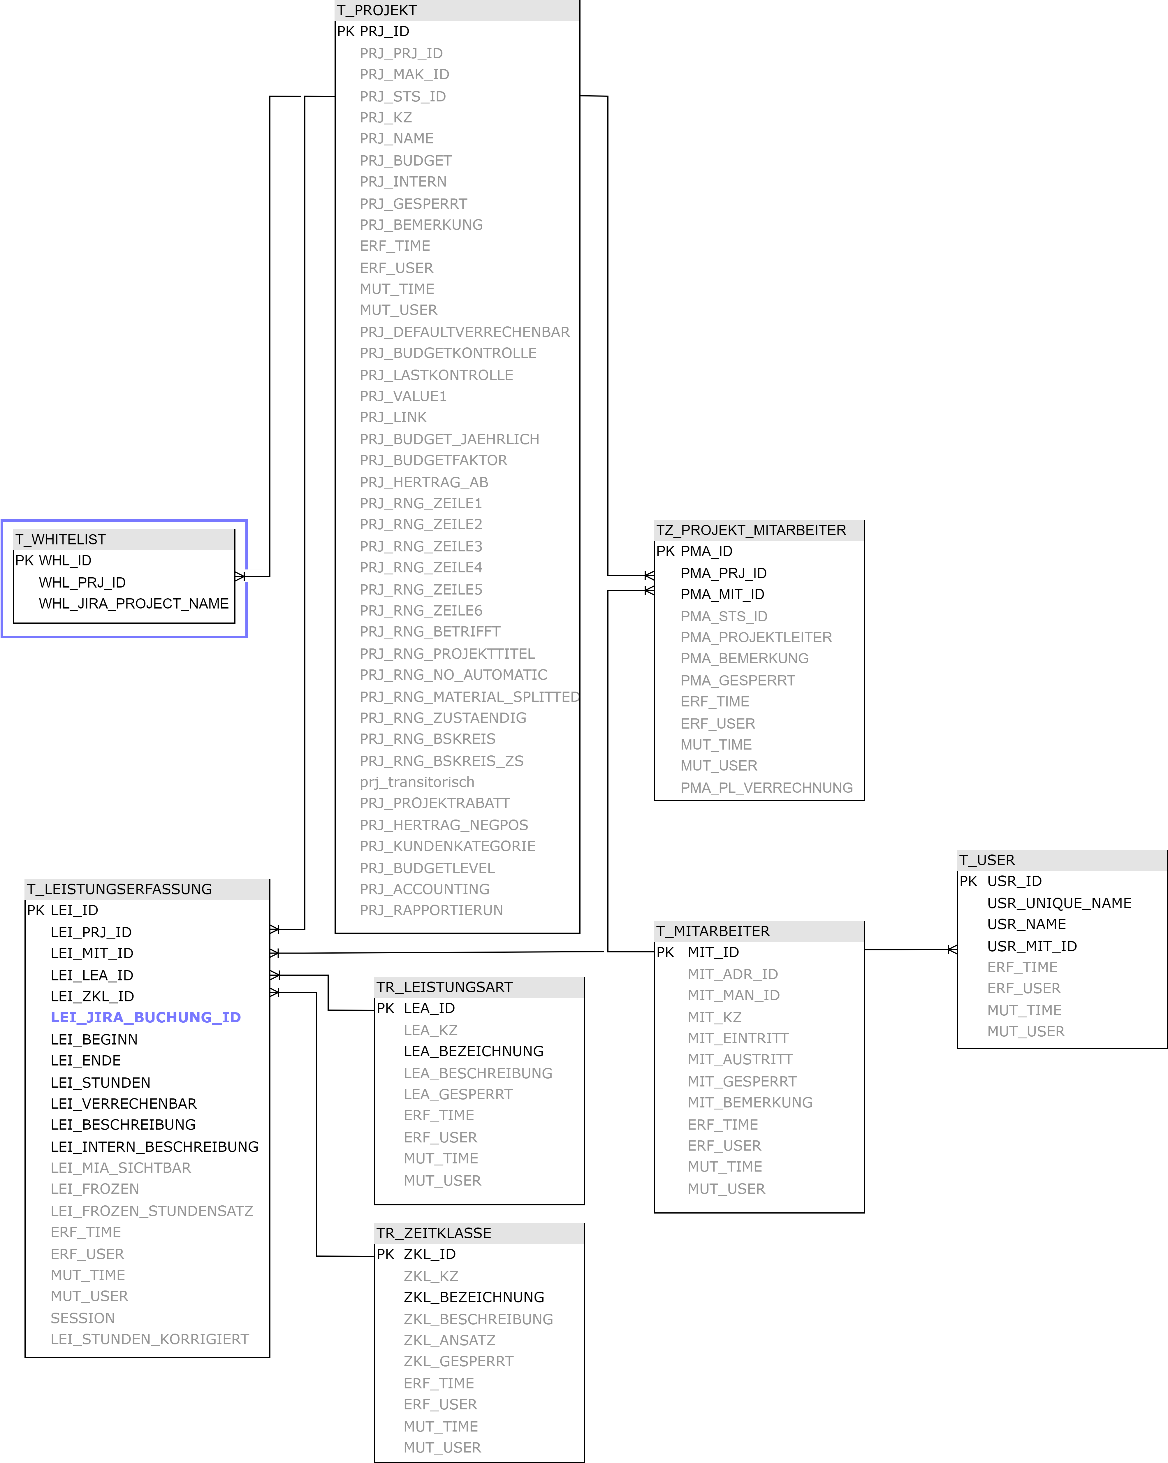 T_PROJEKT
PK PRJ_ID
PRJ_PRJ_ID
PRJ_MAK_ID
PRJ_STS_ID
PRJ_KZ
PRJ_NAME
PRJ_BUDGET
PRJ_INTERN
PRJ_GESPERRT
PRJ_BEMERKUNG
ERF_TIME
ERF_USER
MUT_TIME
MUT_USER
PRJ_DEFAULTVERRECHENBAR
PRJ_BUDGETKONTROLLE
PRJ_LASTKONTROLLE
PRJ_VALUE1
PRJ_LINK
PRJ_BUDGET_JAEHRLICH
PRJ_BUDGETFAKTOR
PRJ_HERTRAG_AB
PRJ_RNG_ZEILE1
PRJ_RNG_ZEILE2
PRJ_RNG_ZEILE3
PRJ_RNG_ZEILE4
PRJ_RNG_ZEILE5
PRJ_RNG_ZEILE6
PRJ_RNG_BETRIFFT
PRJ_RNG_PROJEKTTITEL
PRJ_RNG_NO_AUTOMATIC
PRJ_RNG_MATERIAL_SPLITTED
PRJ_RNG_ZUSTAENDIG
PRJ_RNG_BSKREIS
PRJ_RNG_BSKREIS_ZS
prj_transitorisch
PRJ_PROJEKTRABATT
PRJ_HERTRAG_NEGPOS
PRJ_KUNDENKATEGORIE
PRJ_BUDGETLEVEL
PRJ_ACCOUNTING
PRJ_RAPPORTIERUN
T_WHITELIST
PK WHL_ID
WHL_PRJ_ID
WHL_JIRA_PROJECT_NAME
TZ_PROJEKT_MITARBEITER
PK PMA_ID
PMA_PRJ_ID
PMA_MIT_ID
PMA_STS_ID
PMA_PROJEKTLEITER
PMA_BEMERKUNG
PMA_GESPERRT
ERF_TIME
ERF_USER
MUT_TIME
MUT_USER
PMA_PL_VERRECHNUNG
T_LEISTUNGSERFASSUNG
PK LEI_ID
LEI_PRJ_ID
LEI_MIT_ID
LEI_LEA_ID
LEI_ZKL_ID
LEI_JIRA_BUCHUNG_ID
LEI_BEGINN
LEI_ENDE
LEI_STUNDEN
LEI_VERRECHENBAR
LEI_BESCHREIBUNG
LEI_INTERN_BESCHREIBUNG
LEI_MIA_SICHTBAR
LEI_FROZEN
LEI_FROZEN_STUNDENSATZ
ERF_TIME
ERF_USER
MUT_TIME
MUT_USER
SESSION
LEI_STUNDEN_KORRIGIERT
TR_LEISTUNGSART
PK LEA_ID
LEA_KZ
LEA_BEZEICHNUNG
LEA_BESCHREIBUNG
LEA_GESPERRT
ERF_TIME
ERF_USER
MUT_TIME
MUT_USER
TR_ZEITKLASSE
PK ZKL_ID
ZKL_KZ
ZKL_BEZEICHNUNG
ZKL_BESCHREIBUNG
ZKL_ANSATZ
ZKL_GESPERRT
ERF_TIME
ERF_USER
MUT_TIME
MUT_USER
T_MITARBEITER
PK MIT_ID
MIT_ADR_ID
MIT_MAN_ID
MIT_KZ
MIT_EINTRITT
MIT_AUSTRITT
MIT_GESPERRT
MIT_BEMERKUNG
ERF_TIME
ERF_USER
MUT_TIME
MUT_USER
T_USER
PK USR_ID
USR_UNIQUE_NAME
USR_NAME
USR_MIT_ID
ERF_TIME
ERF_USER
MUT_TIME
MUT_USER